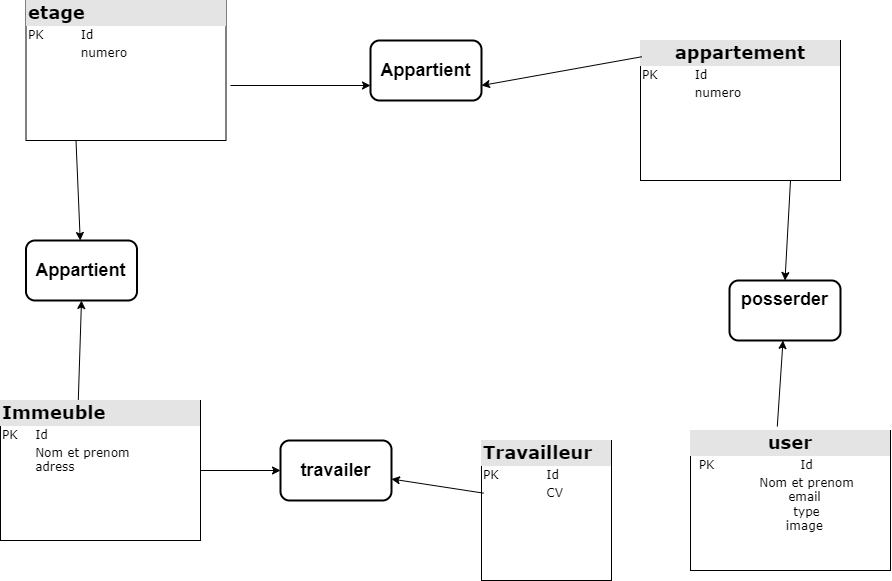 etage
PK Id
numero
Appartient
appartement
PK Id
numero
Appartient
posserder
Immeuble
PK Id
Nom et prenom
adress
travailer
Travailleur
PK Id
CV
user
PK Id
Nom et prenom
email
type
image